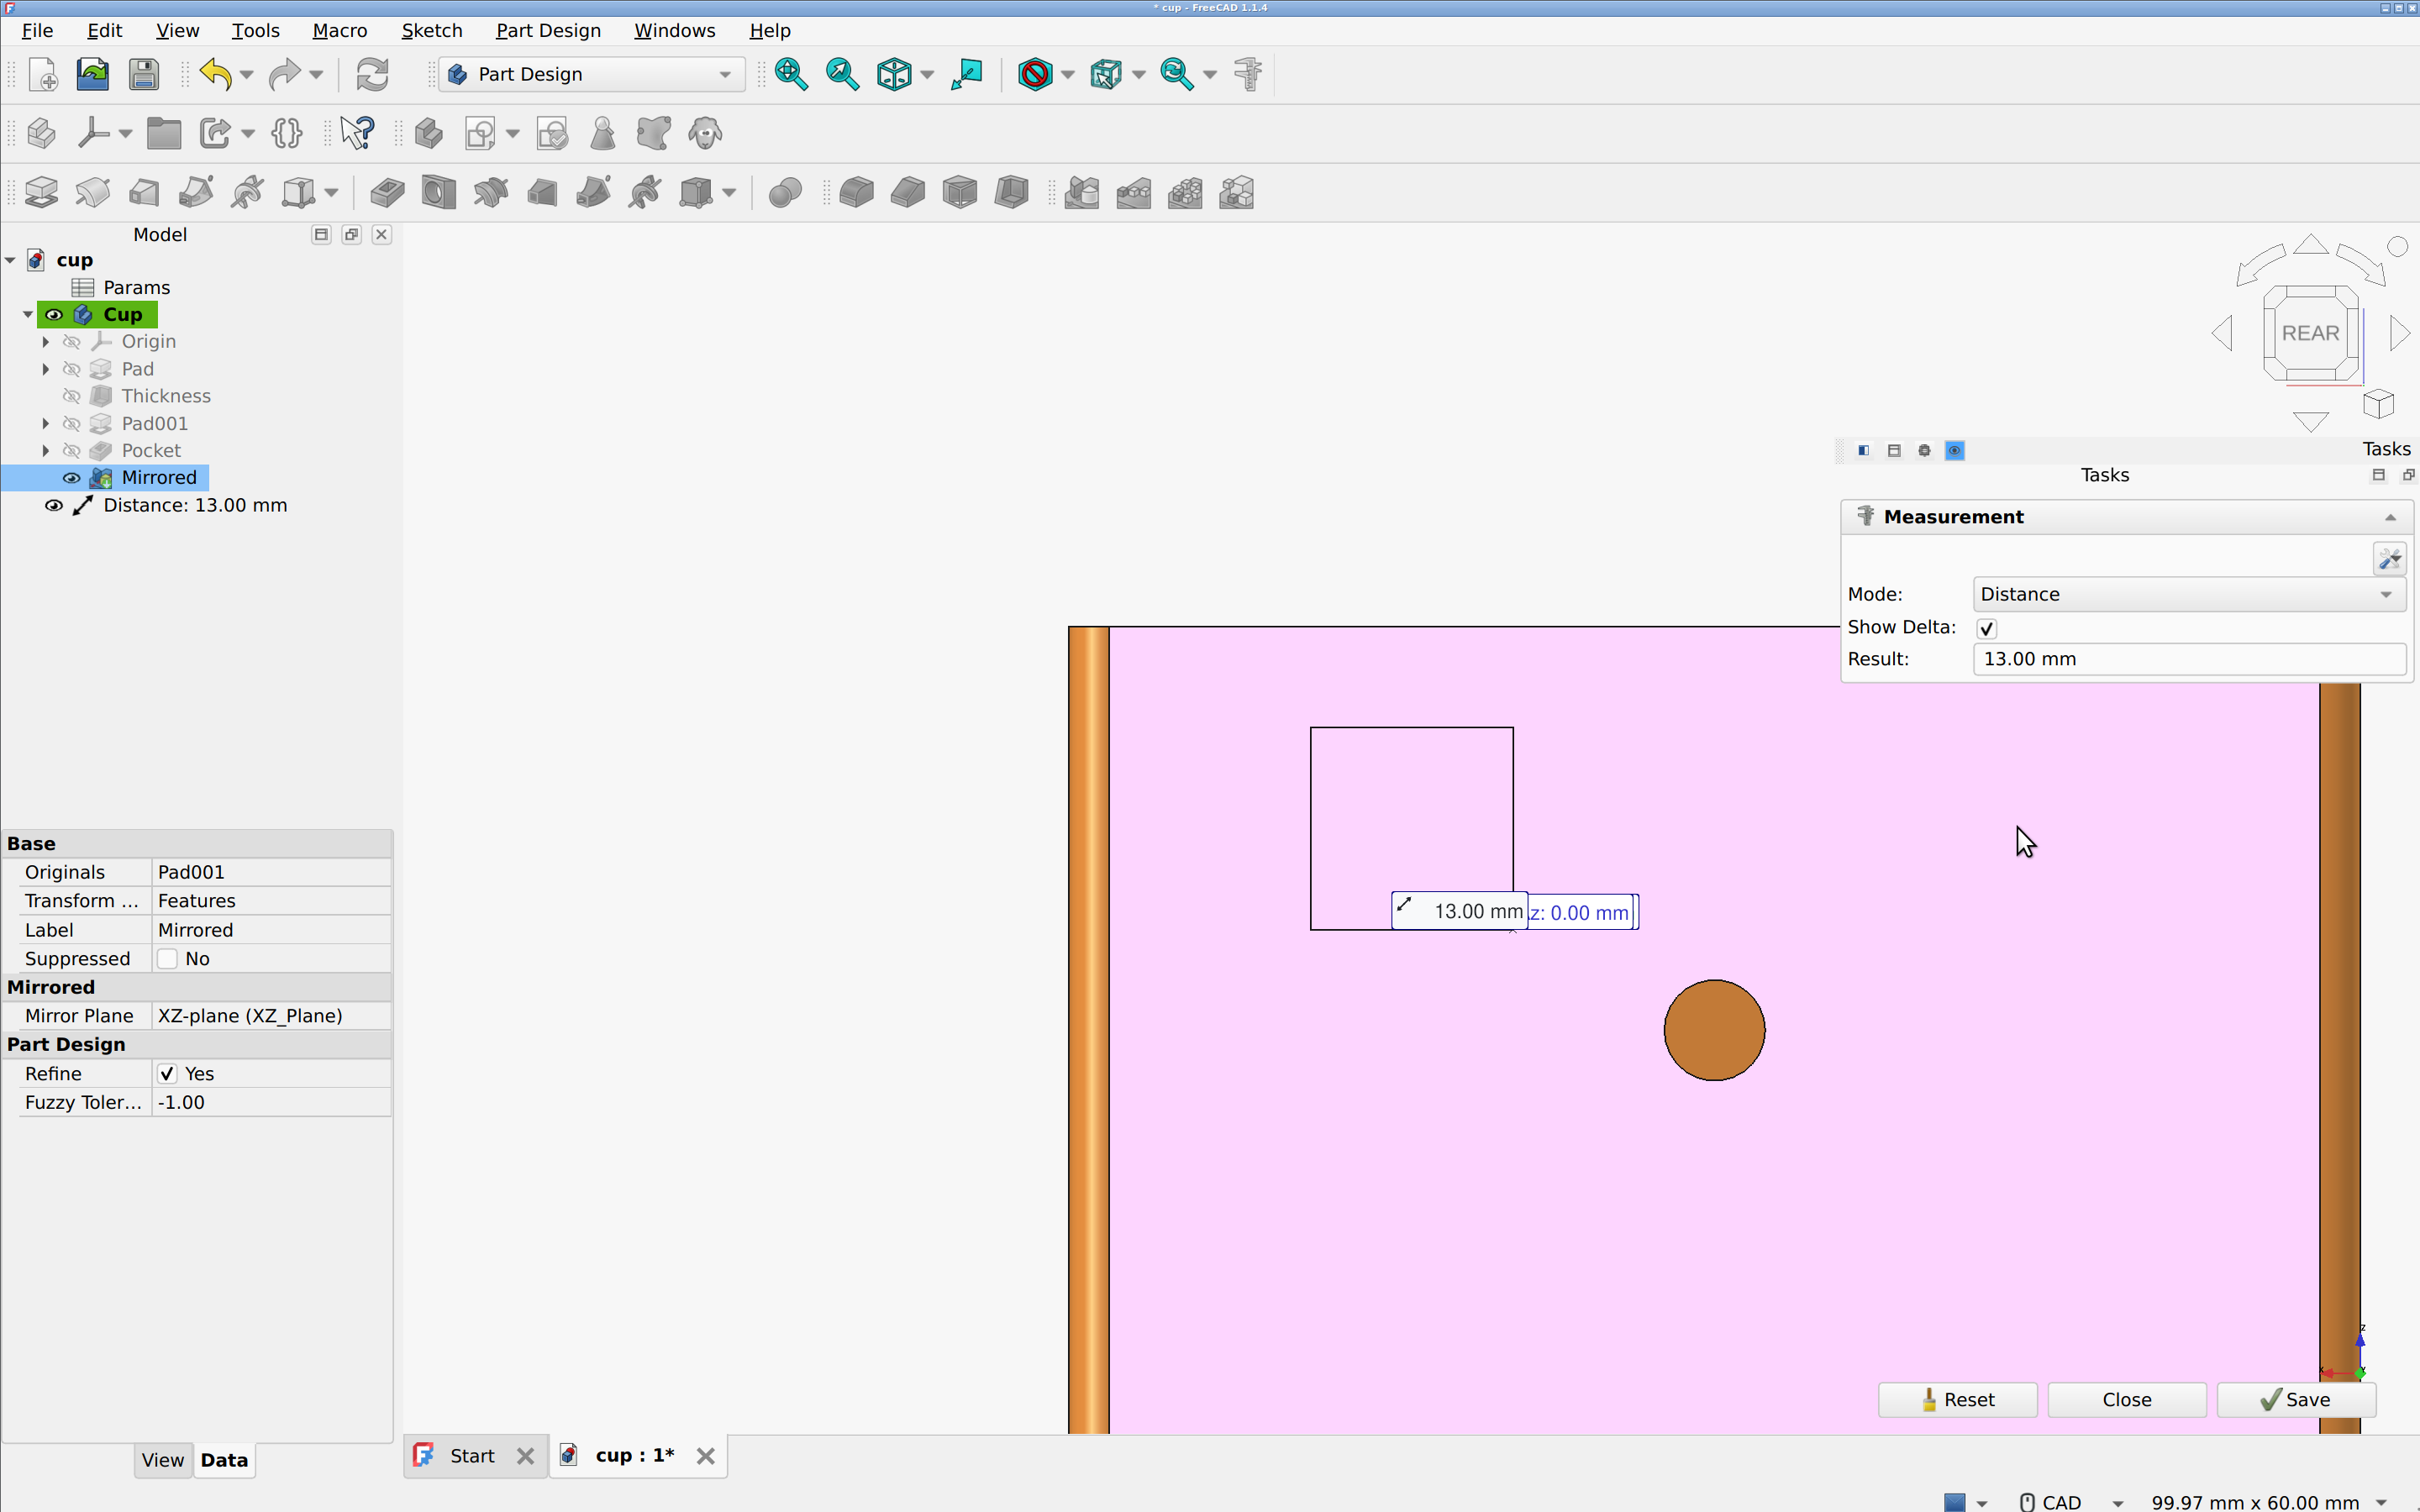 * cup - FreeCAD 1.1.4
File Edit View Tools Macro Sketch Part Design Windows Help
Part Design
Model
cup
Params
Cup
Origin
Pad
Thickness
Pad001
Pocket
Mirrored
Distance: 13.00 mm
REAR
Tasks
Tasks
Measurement
Mode: Distance
Show Delta:
Result: 13.00 mm
13.00 mm
z: 0.00 mm
Base
Originals Pad001
Transform ... Features
Label Mirrored
Suppressed No
Mirrored
Mirror Plane XZ-plane (XZ_Plane)
Part Design
Refine Yes
Fuzzy Toler... -1.00
z
Reset Close Save
View Data
Start
cup : 1*
CAD
99.97 mm x 60.00 mm